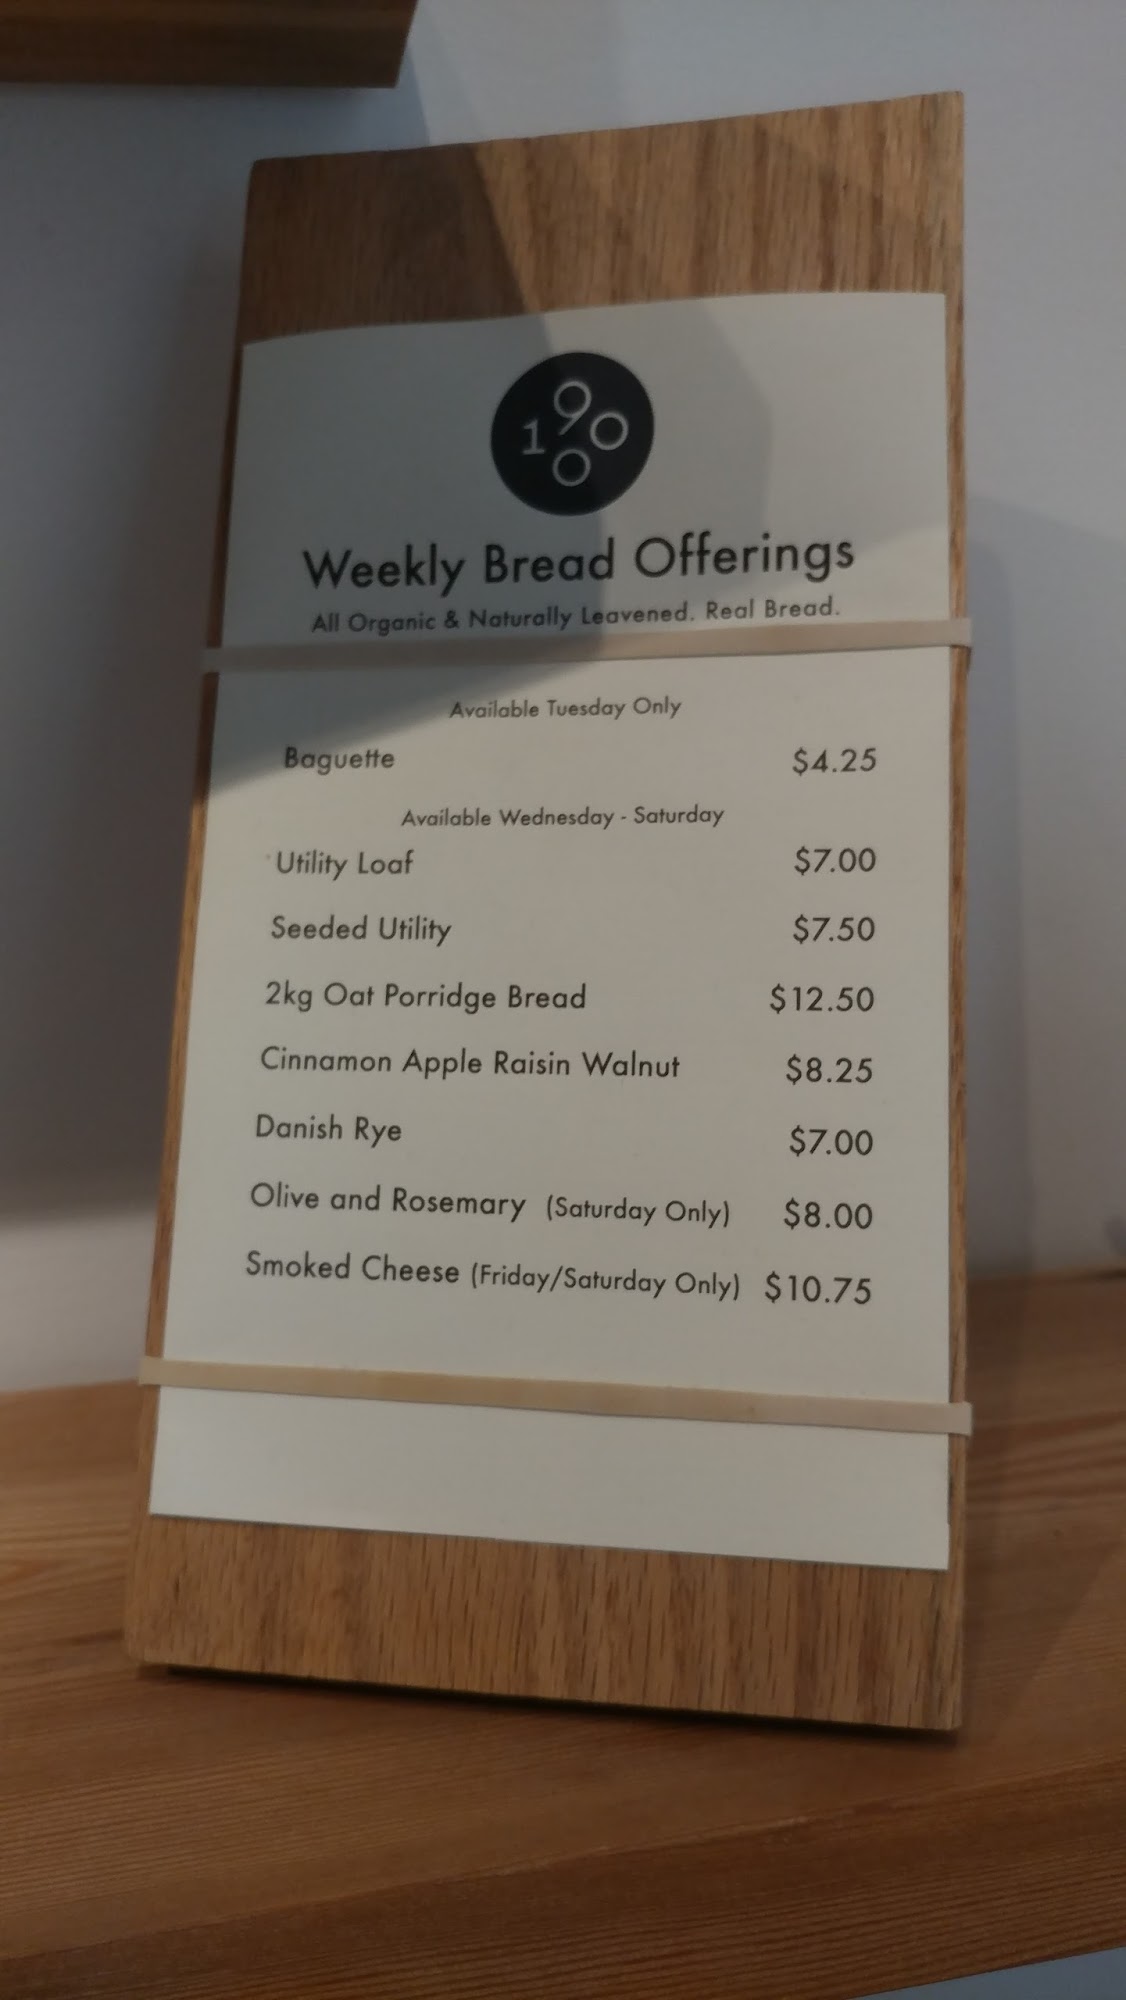 1900
Weekly Bread Offerings
All Organic & Naturally Leavened. Real Bread.
Available Tuesday Only
Baguette $4.25
Available Wednesday - Saturday
Utility Loaf $7.00
Seeded Utility $7.50
2kg Oat Porridge Bread $12.50
Cinnamon Apple Raisin Walnut $8.25
Danish Rye $7.00
Olive and Rosemary (Saturday Only) $8.00
Smoked Cheese (Friday/Saturday Only) $10.75